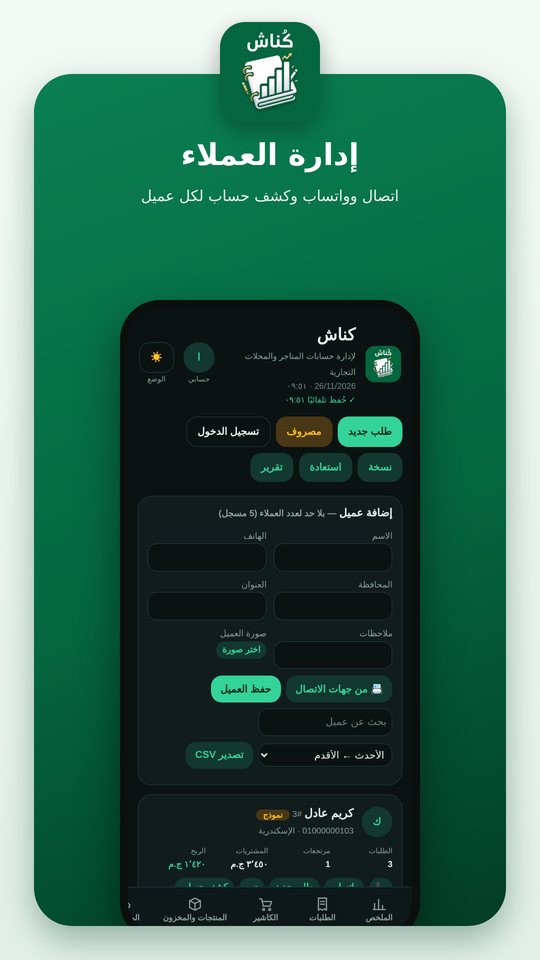 كُناش
إدارة العملاء
اتصال وواتساب وكشف حساب لكل عميل
كناش
لإدارة حسابات المتاجر والمحلات
التجارية
26/11/2026 · ٠٩:٥١
✓ حُفظ تلقائيًا ٠٩:٥١
ا
حسابي
الوضع
طلب جديد
مصروف
تسجيل الدخول
نسخة
استعادة
تقرير
إضافة عميل — بلا حد لعدد العملاء (5 مسجل)
الاسم
الهاتف
المحافظة
العنوان
ملاحظات
صورة العميل
اختر صورة
من جهات الاتصال
حفظ العميل
بحث عن عميل
الأحدث ← الأقدم
تصدير CSV
ك
كريم عادل #3 نموذج
01000000103 · الإسكندرية
الطلبات مرتجعات المشتريات الربح
3 1 ٣٬٤٥٠ ج.م ١٬٤٢٠ ج.م
الملخص
الطلبات
الكاشير
المنتجات والمخزون